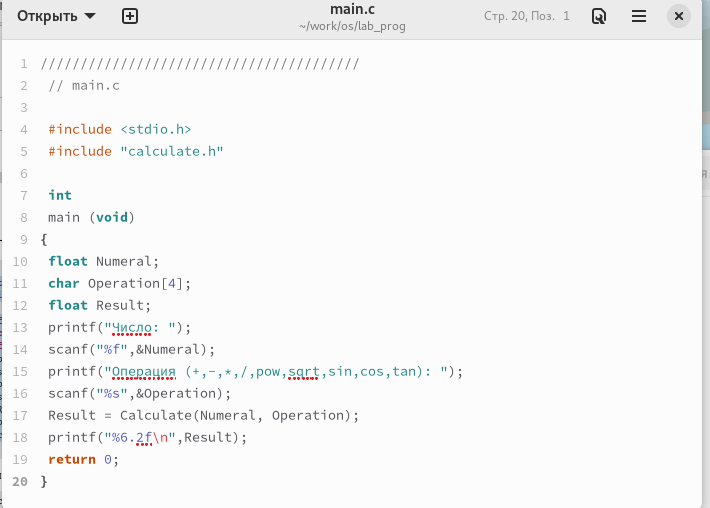 Открыть
main.c
~/work/os/lab_prog
Стр. 20, Поз. 1
1 ////////////////////////////////////////
2 // main.c
3
4 #include <stdio.h>
5 #include "calculate.h"
6
7 int
8 main (void)
9 {
10 float Numeral;
11 char Operation[4];
12 float Result;
13 printf("Число: ");
14 scanf("%f",&Numeral);
15 printf("Операция (+,-,*,/,pow,sqrt,sin,cos,tan): ");
16 scanf("%s",&Operation);
17 Result = Calculate(Numeral, Operation);
18 printf("%6.2f\n",Result);
19 return 0;
20 }